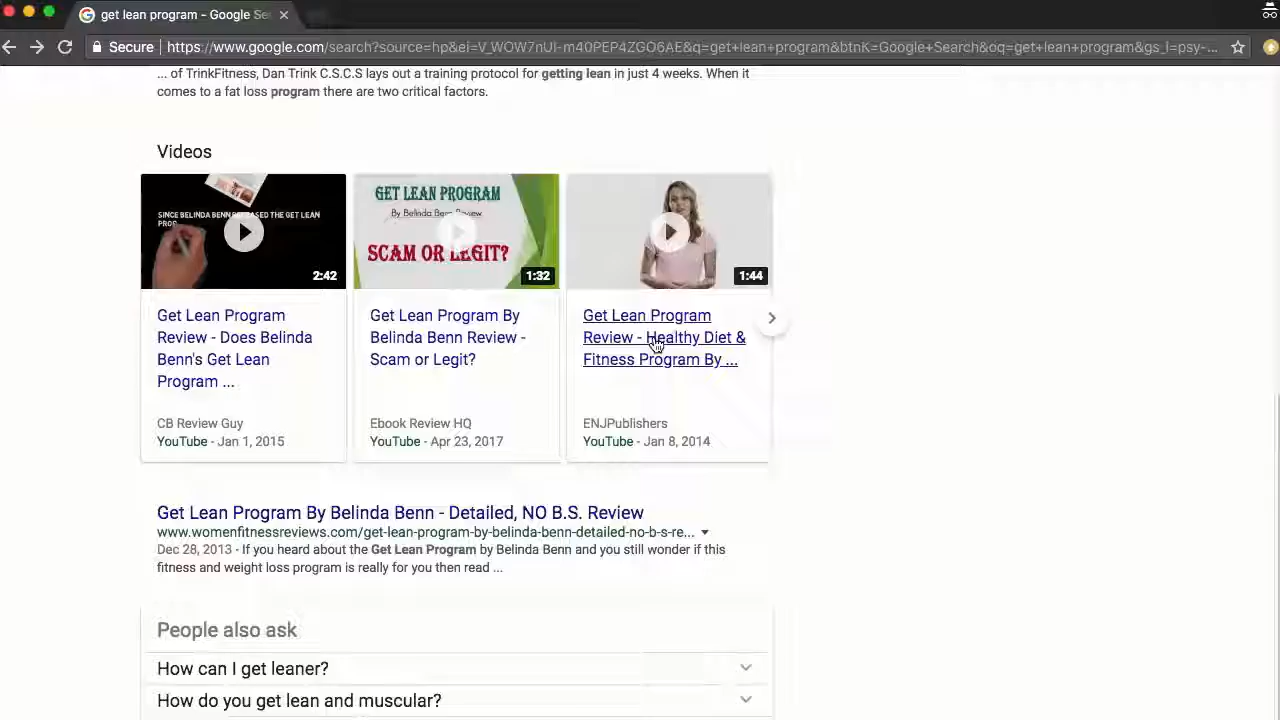 get lean program - Google Se
Secure
https://www.google.com/search?source=hp&ei=V_WOW7nUI-m40PEP4ZGO6AE&q=get+lean+program&btnK=Google+Search&oq=get+lean+program&gs_l=psy-...
... of TrinkFitness, Dan Trink C.S.C.S lays out a training protocol for getting lean in just 4 weeks. When it
comes to a fat loss program there are two critical factors.
Videos
SINCE BELINDA BENN RELEASED THE GET LEAN
PROG
2:42
Get Lean Program
Review - Does Belinda
Benn's Get Lean
Program ...
CB Review Guy
YouTube - Jan 1, 2015
GET LEAN PROGRAM
By Belinda Benn Review
SCAM OR LEGIT?
1:32
Get Lean Program By
Belinda Benn Review -
Scam or Legit?
Ebook Review HQ
YouTube - Apr 23, 2017
1:44
Get Lean Program
Review - Healthy Diet &
Fitness Program By ...
ENJPublishers
YouTube - Jan 8, 2014
Get Lean Program By Belinda Benn - Detailed, NO B.S. Review
www.womenfitnessreviews.com/get-lean-program-by-belinda-benn-detailed-no-b-s-re...
Dec 28, 2013 - If you heard about the Get Lean Program by Belinda Benn and you still wonder if this
fitness and weight loss program is really for you then read ...
People also ask
How can I get leaner?
How do you get lean and muscular?